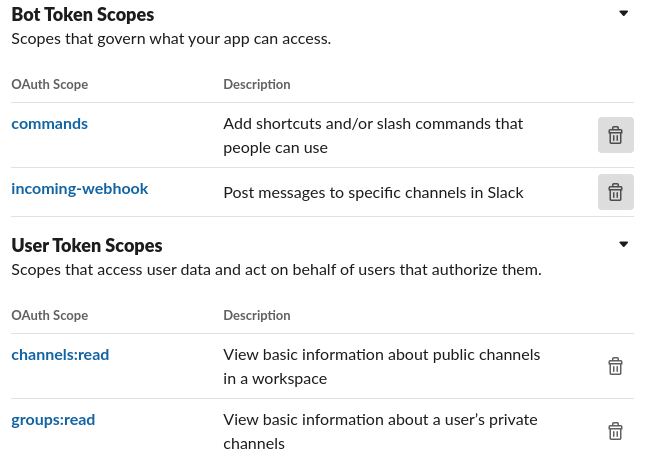 Bot Token Scopes
Scopes that govern what your app can access.
OAuth Scope Description
commands Add shortcuts and/or slash commands that
people can use
incoming-webhook Post messages to specific channels in Slack
User Token Scopes
Scopes that access user data and act on behalf of users that authorize them.
OAuth Scope Description
channels:read View basic information about public channels
in a workspace
groups:read View basic information about a user’s private
channels